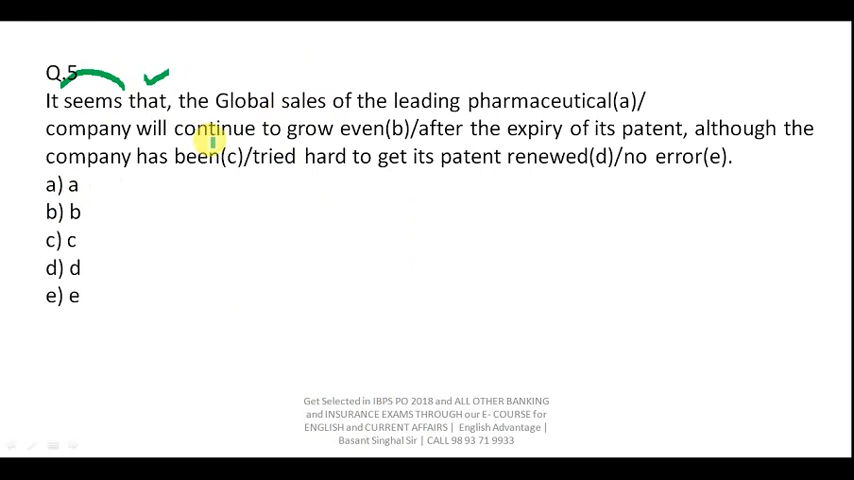 Q.5
It seems that, the Global sales of the leading pharmaceutical(a)/
company will continue to grow even(b)/after the expiry of its patent, although the
company has been(c)/tried hard to get its patent renewed(d)/no error(e).
a) a
b) b
c) c
d) d
e) e
Get Selected in IBPS PO 2018 and ALL OTHER BANKING
and INSURANCE EXAMS THROUGH our E- COURSE for
ENGLISH and CURRENT AFFAIRS | English Advantage |
Basant Singhal Sir | CALL 98 93 71 9933